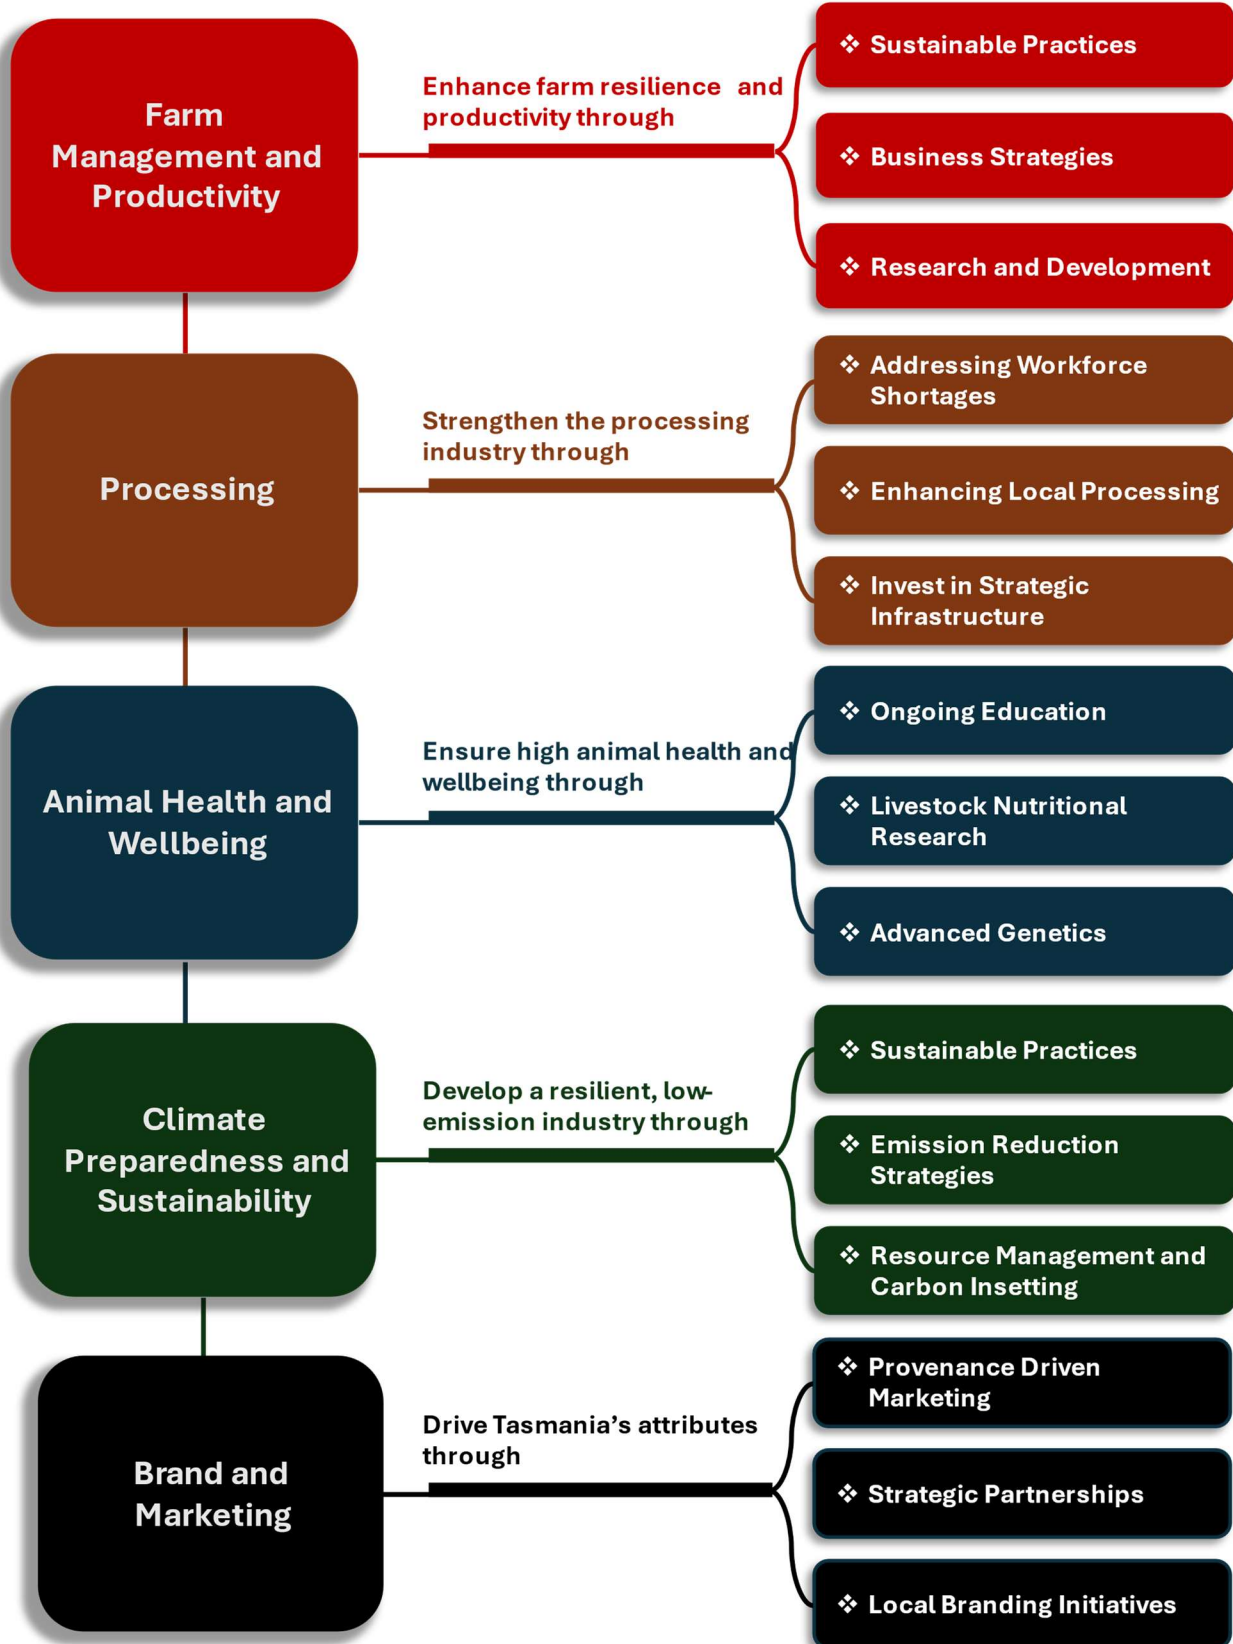 Farm
Management and
Productivity
Enhance farm resilience and
productivity through
❖ Sustainable Practices
❖ Business Strategies
❖ Research and Development
Processing
Strengthen the processing
industry through
❖ Addressing Workforce
Shortages
❖ Enhancing Local Processing
❖ Invest in Strategic
Infrastructure
Animal Health and
Wellbeing
Ensure high animal health and
wellbeing through
❖ Ongoing Education
❖ Livestock Nutritional
Research
❖ Advanced Genetics
Climate
Preparedness and
Sustainability
Develop a resilient, low-
emission industry through
❖ Sustainable Practices
❖ Emission Reduction
Strategies
❖ Resource Management and
Carbon Insetting
Brand and
Marketing
Drive Tasmania’s attributes
through
❖ Provenance Driven
Marketing
❖ Strategic Partnerships
❖ Local Branding Initiatives